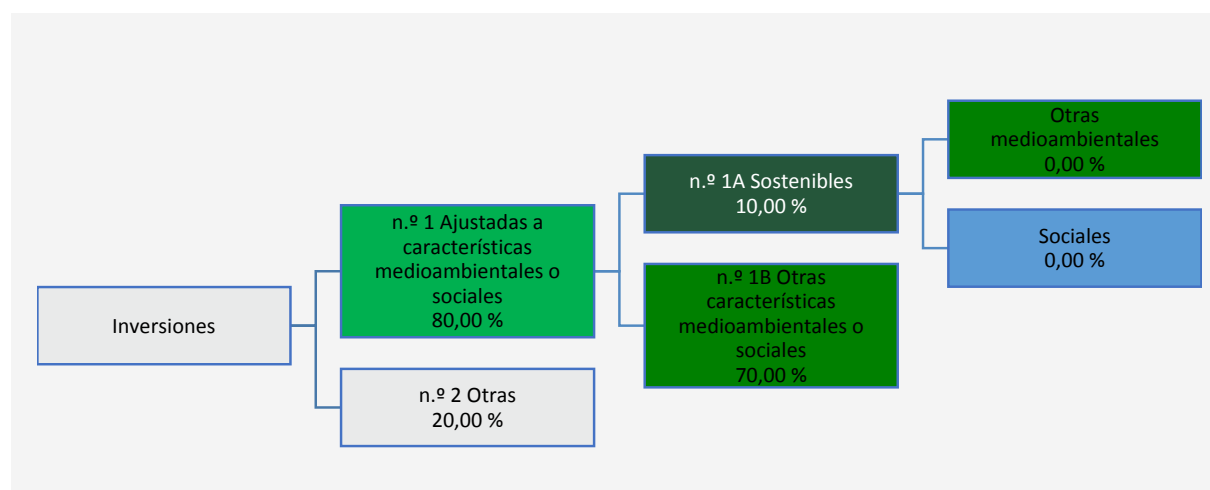 Inversiones
n.º 1 Ajustadas a
características
medioambientales o
sociales
80,00 %
n.º 2 Otras
20,00 %
n.º 1A Sostenibles
10,00 %
n.º 1B Otras
características
medioambientales o
sociales
70,00 %
Otras
medioambientales
0,00 %
Sociales
0,00 %